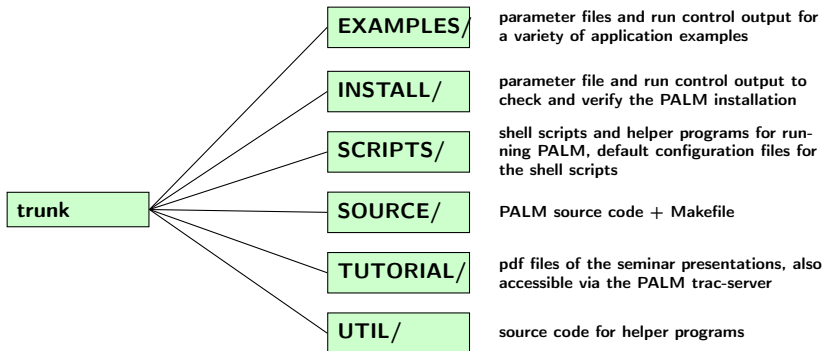 EXAMPLES/
parameter files and run control output for
a variety of application examples
INSTALL/
parameter file and run control output to
check and verify the PALM installation
SCRIPTS/
shell scripts and helper programs for run-
ning PALM, default configuration files for
the shell scripts
trunk
SOURCE/
PALM source code + Makefile
TUTORIAL/
pdf files of the seminar presentations, also
accessible via the PALM trac-server
UTIL/
source code for helper programs